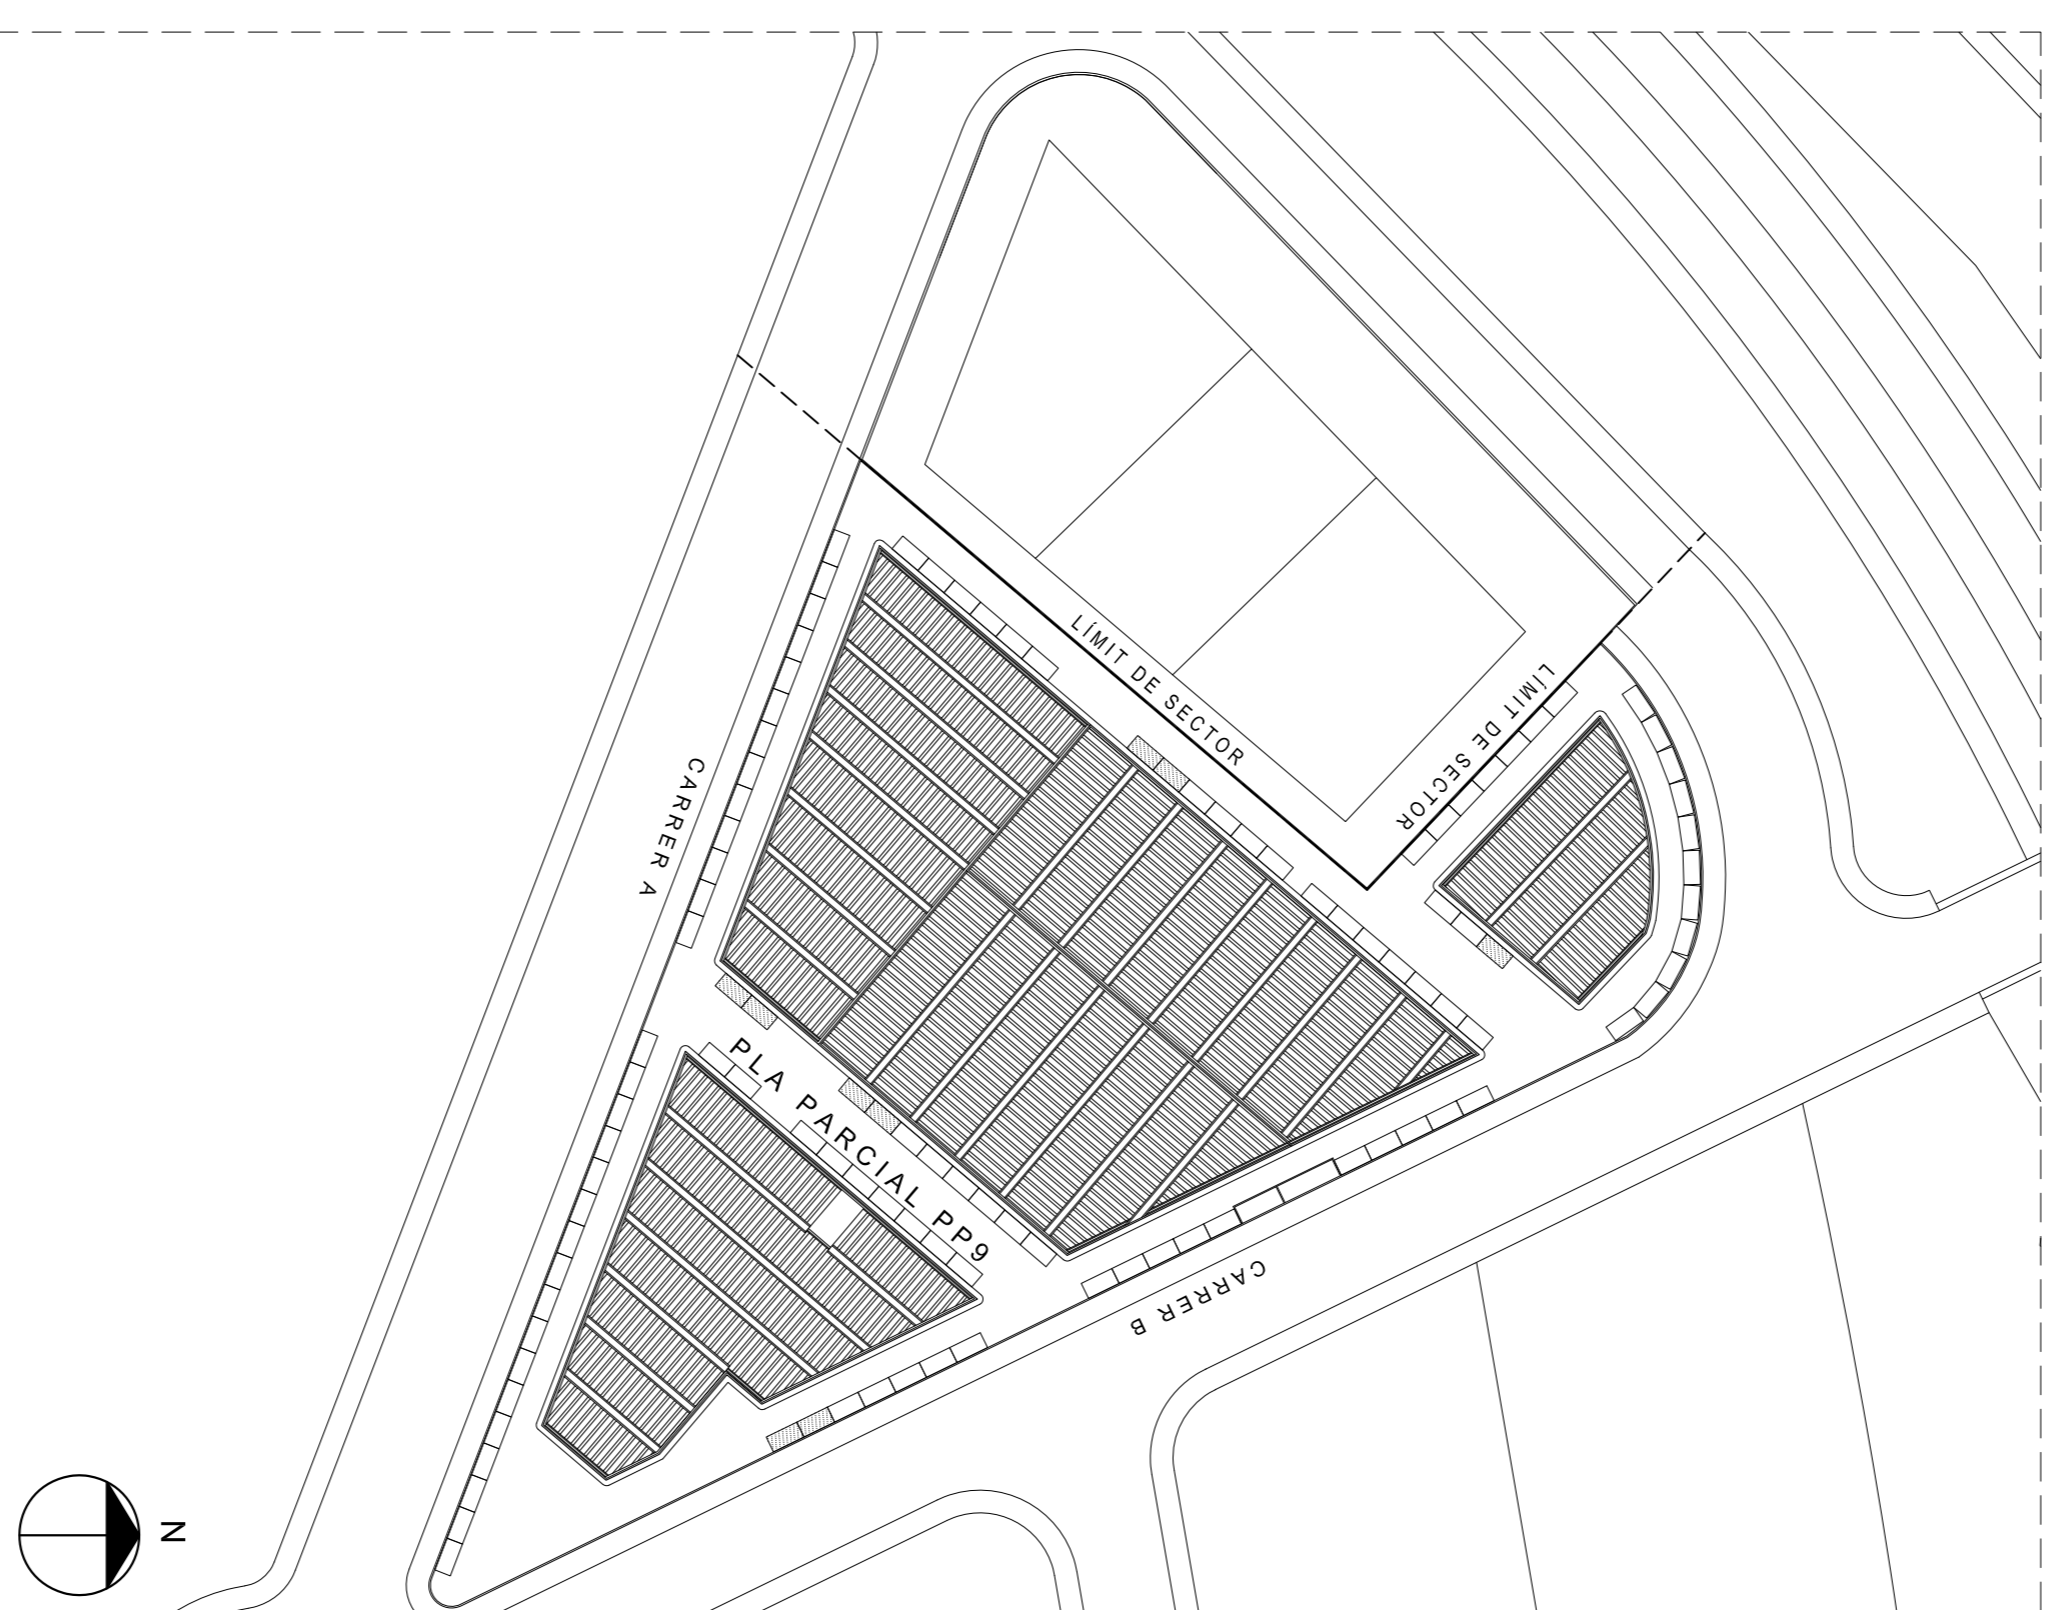 LÍMIT DE SECTOR
LÍMIT DE SECTOR
CARRER A
PLA PARCIAL PP9
CARRER B
N